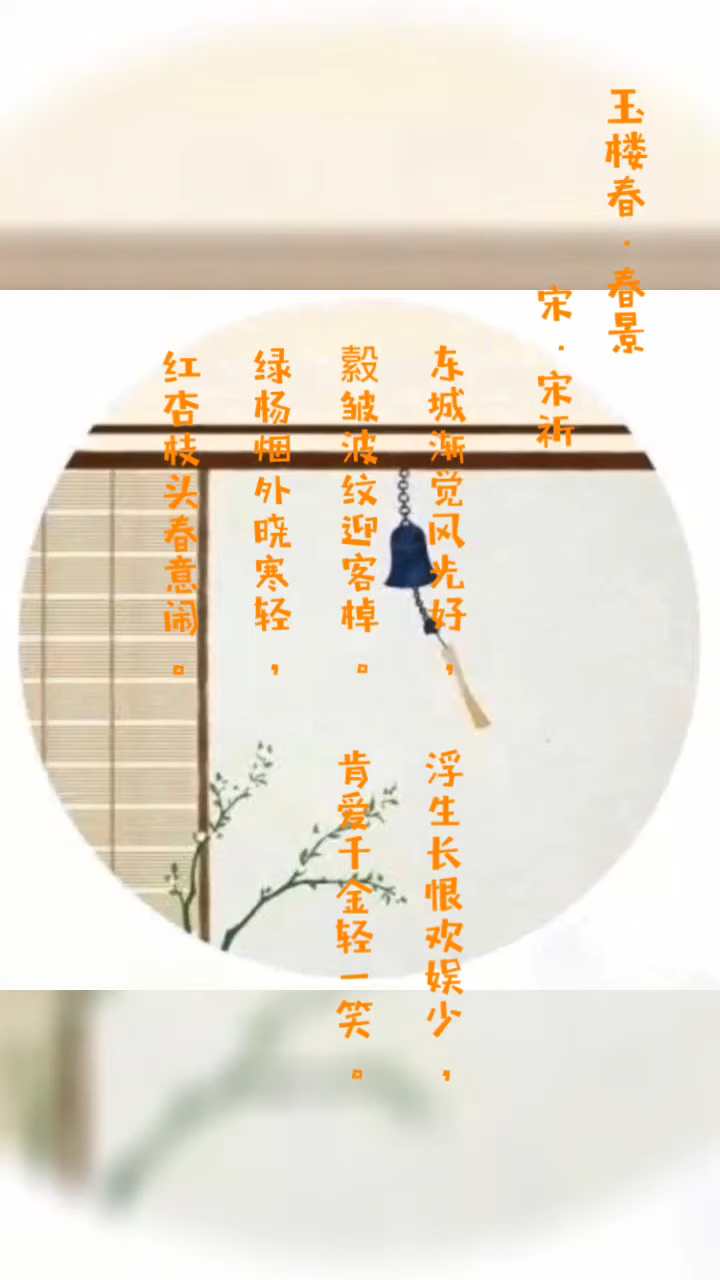 玉楼春·春景
宋·宋祈
东城渐觉风光好，
縠皱波纹迎客棹。
绿杨烟外晓寒轻，
红杏枝头春意闹。
浮生长恨欢娱少，
肯爱千金轻一笑。